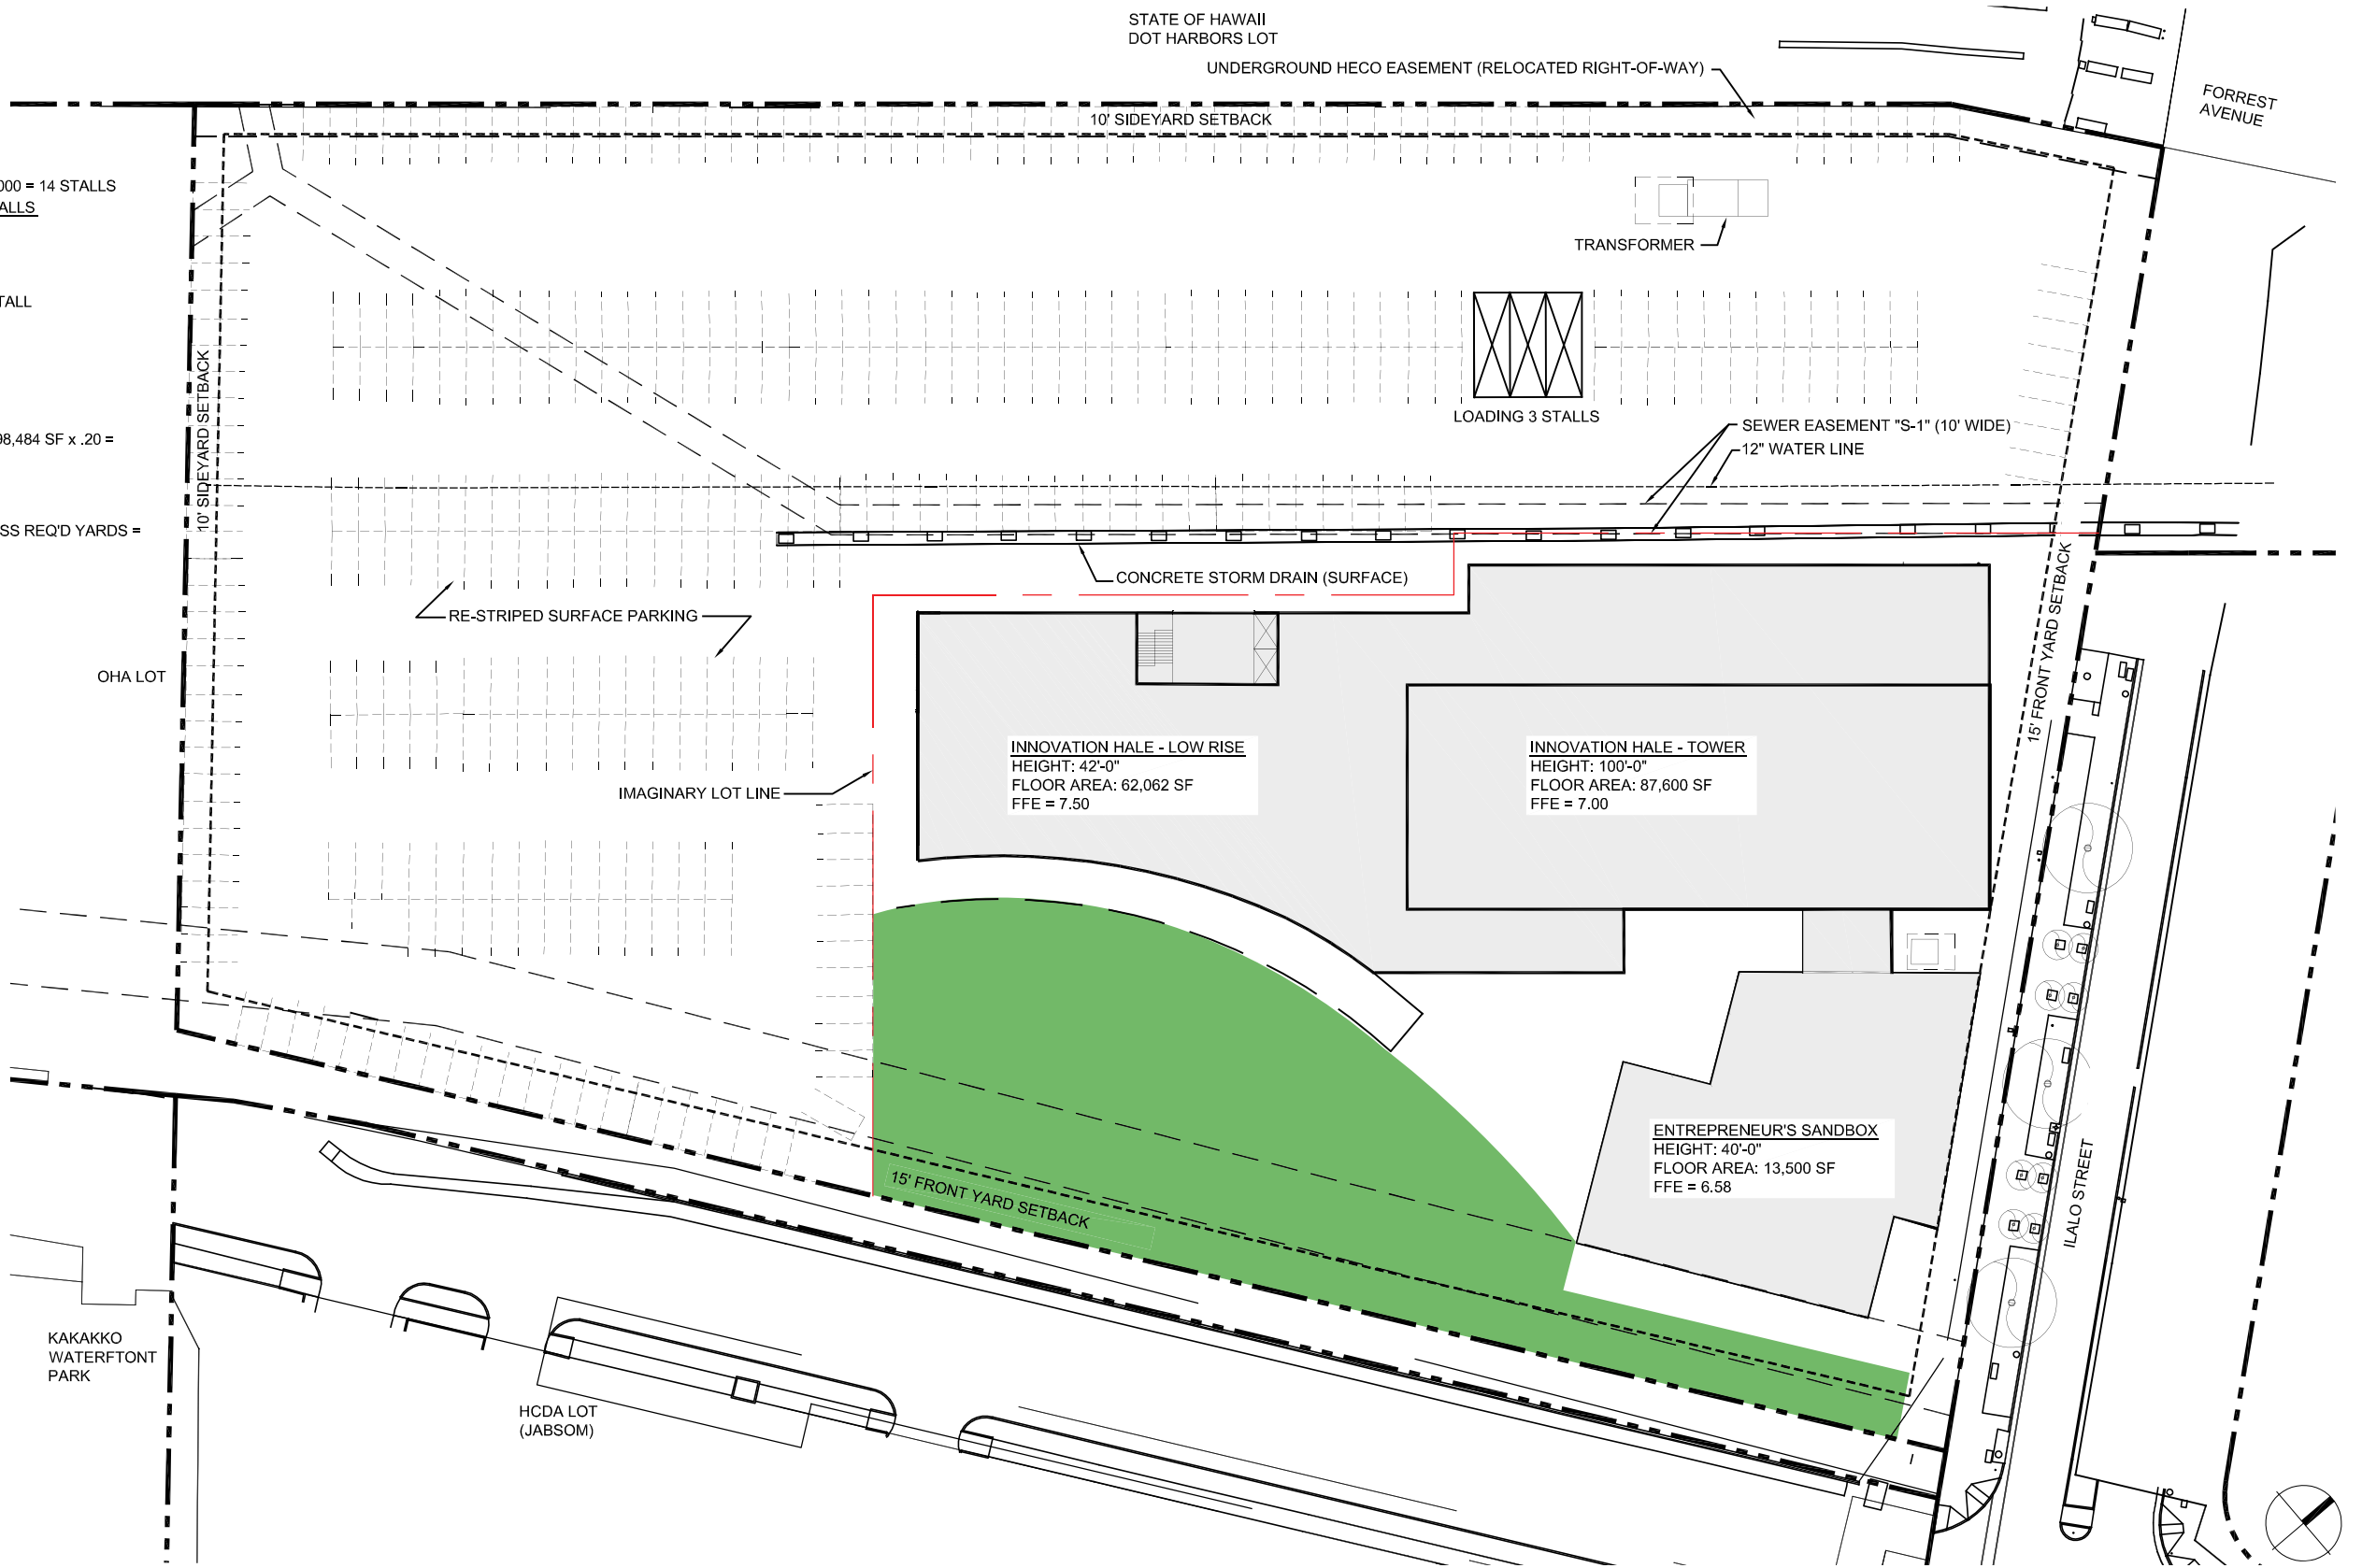 STATE OF HAWAII
DOT HARBORS LOT
UNDERGROUND HECO EASEMENT (RELOCATED RIGHT-OF-WAY)
FORREST
AVENUE
10' SIDEYARD SETBACK
000 = 14 STALLS
ALLS
TRANSFORMER
TALL
10' SIDEYARD SETBACK
LOADING 3 STALLS
SEWER EASEMENT "S-1" (10' WIDE)
12" WATER LINE
98,484 SF x .20 =
SS REQ'D YARDS =
CONCRETE STORM DRAIN (SURFACE)
RE-STRIPED SURFACE PARKING
15' FRONT YARD SETBACK
OHA LOT
IMAGINARY LOT LINE
INNOVATION HALE - LOW RISE
HEIGHT: 42'-0"
FLOOR AREA: 62,062 SF
FFE = 7.50
INNOVATION HALE - TOWER
HEIGHT: 100'-0"
FLOOR AREA: 87,600 SF
FFE = 7.00
ENTREPRENEUR'S SANDBOX
HEIGHT: 40'-0"
FLOOR AREA: 13,500 SF
FFE = 6.58
15' FRONT YARD SETBACK
ILALO STREET
KAKAKKO
WATERFTONT
PARK
HCDA LOT
(JABSOM)